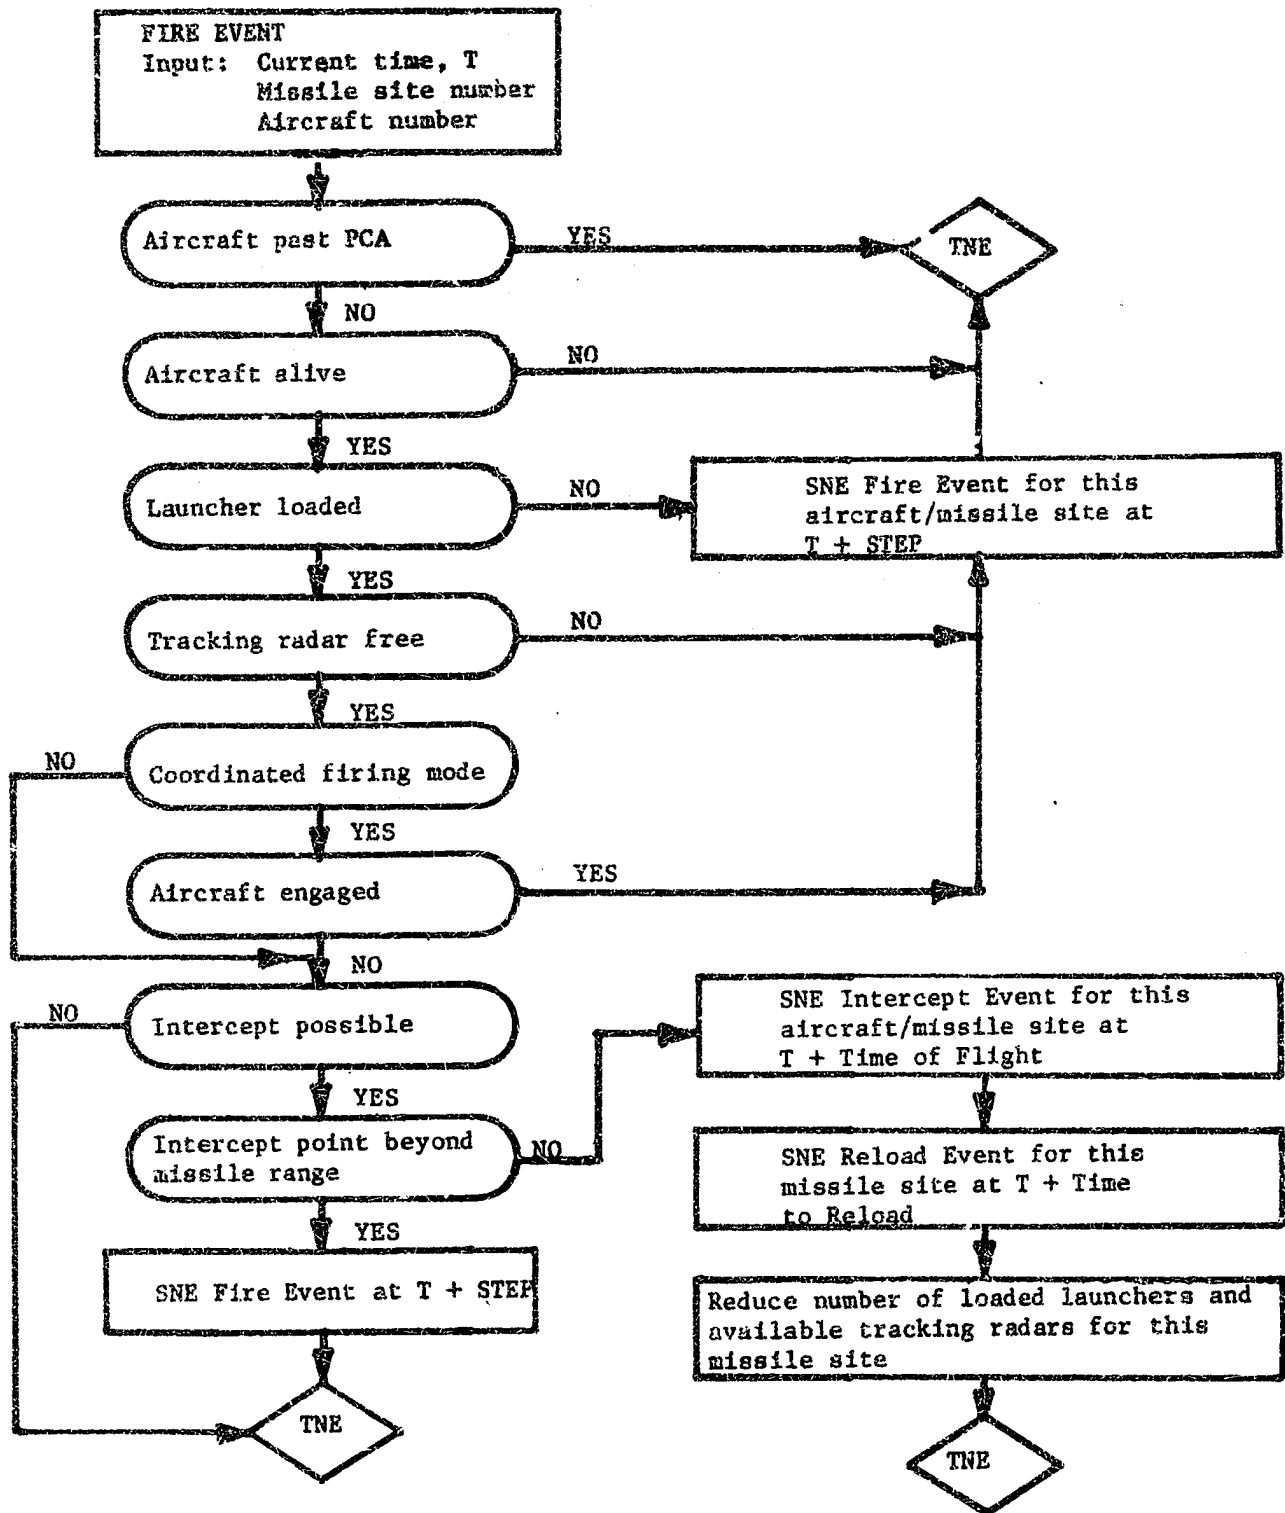 FIRE EVENT
Input: Current time, T
Missile site number
Aircraft number
Aircraft past PCA
YES
TNE
NO
Aircraft alive
NO
YES
Launcher loaded
NO
SNE Fire Event for this
aircraft/missile site at
T + STEP
YES
Tracking radar free
NO
YES
NO
Coordinated firing mode
YES
Aircraft engaged
YES
NO
NO
Intercept possible
SNE Intercept Event for this
aircraft/missile site at
T + Time of Flight
YES
Intercept point beyond
missile range
NO
SNE Reload Event for this
missile site at T + Time
to Reload
YES
SNE Fire Event at T + STEP
Reduce number of loaded launchers and
available tracking radars for this
missile site
TNE
TNE